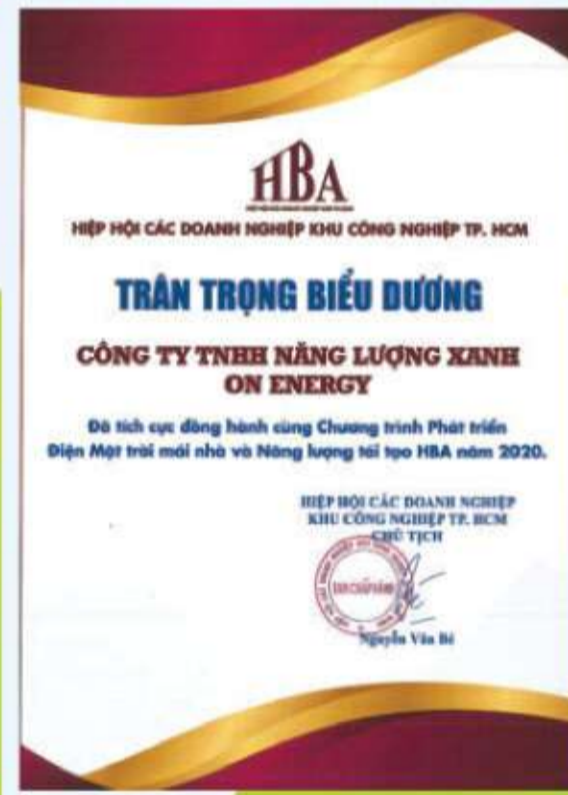 HBA
HIỆP HỘI CÁC DOANH NGHIỆP KHU CÔNG NGHIỆP TP. HCM
TRÂN TRỌNG BIỂU DƯƠNG
CÔNG TY TNHH NĂNG LƯỢNG XANH
ON ENERGY
Đã tích cực đồng hành cùng Chương trình Phát triển
Điện Mặt trời mái nhà và Năng lượng tái tạo HBA năm 2020.
HIỆP HỘI CÁC DOANH NGHIỆP
KHU CÔNG NGHIỆP TP. HCM
CHỦ TỊCH
BAN CHẤP HÀNH
Nguyễn Văn Bé